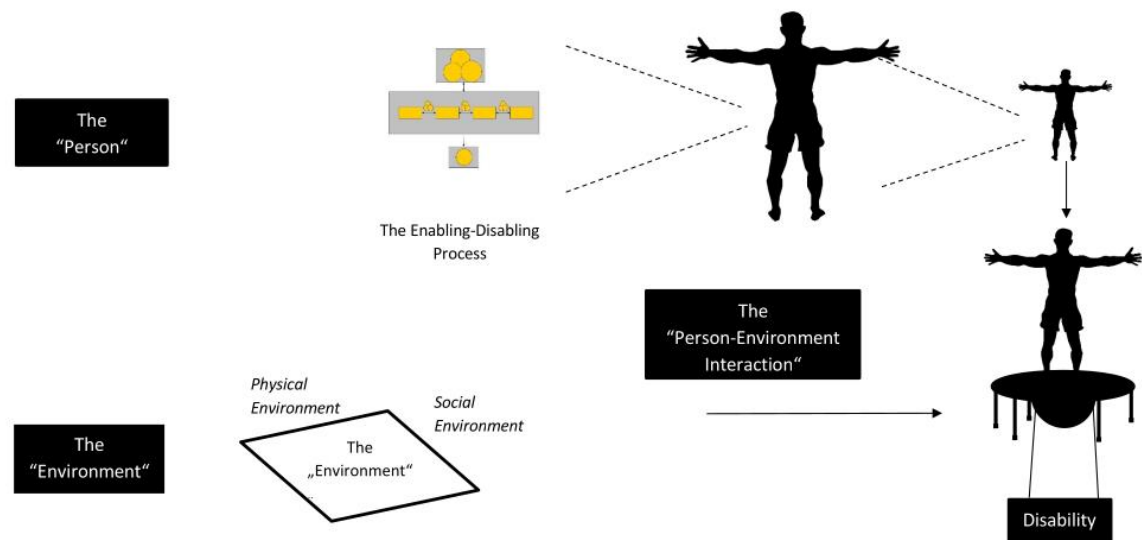 The
“Person“
The Enabling-Disabling
Process
The
“Person-Environment
Interaction“
Physical
Environment
Social
Environment
The
“Environment“
The
„Environment“
..
Disability